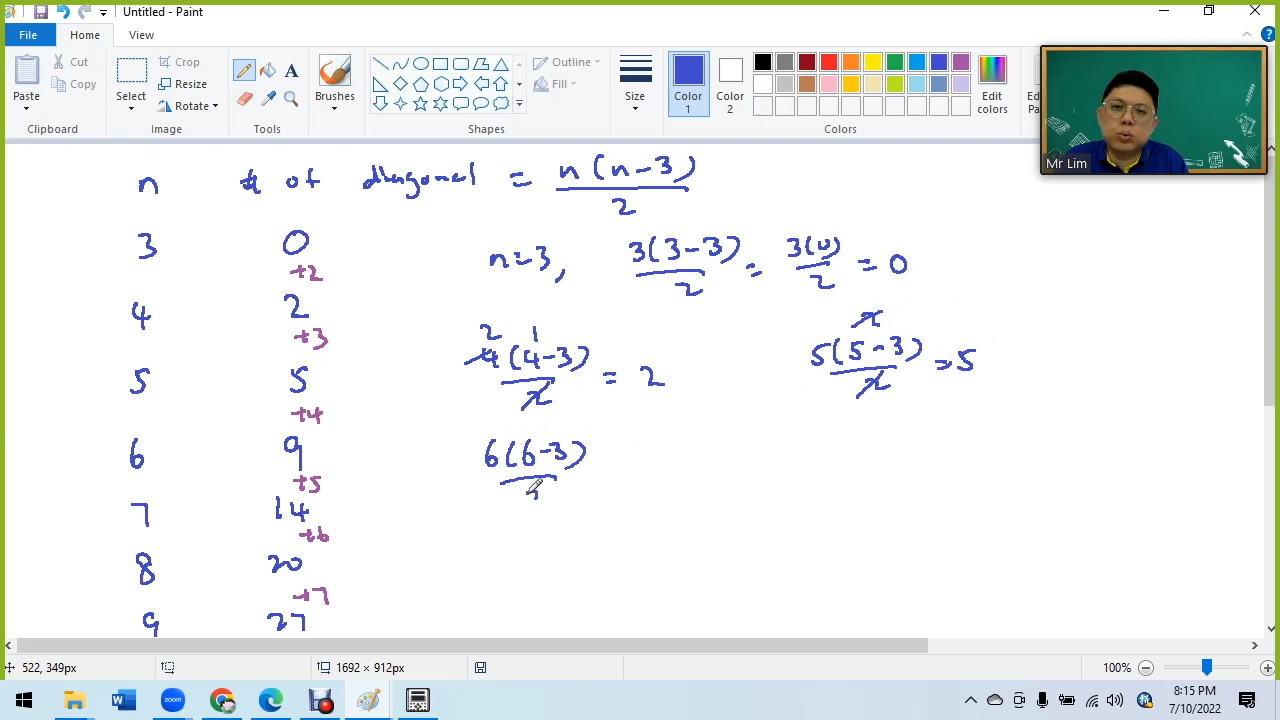 Untitled - Paint
File Home View
Paste Cut Copy Clipboard
Select Crop Resize Rotate Image
A Tools
Brushes
Shapes Outline Fill
Size
Color 1 Color 2 Edit colors Colors
Mr Lim
n # of diagonal = n(n-3)/2
3 0 n=3, 3(3-3)/2 = 3(0)/2 = 0
+2
4 2
+3
2 1 2
4(4-3)/2 = 2 5(5-3)/2 = 5
5 5
+4
6 9 6(6-3)
+5
7 14
+6
8 20
+7
9 27
522, 349px 1692 × 912px 100%
W zoom
8:15 PM
7/10/2022